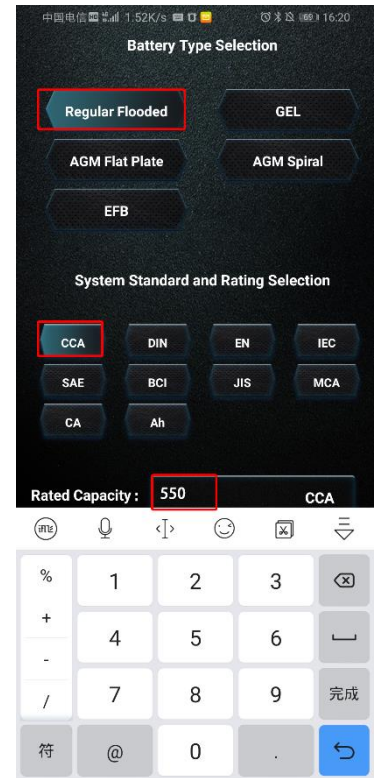 中国电信 1.52K/s 69 16:20
Battery Type Selection
Regular Flooded GEL
AGM Flat Plate AGM Spiral
EFB
System Standard and Rating Selection
CCA DIN EN IEC
SAE BCI JIS MCA
CA Ah
Rated Capacity : 550 CCA
% 1 2 3
+
4 5 6
-
/ 7 8 9 完成
符 @ 0 .